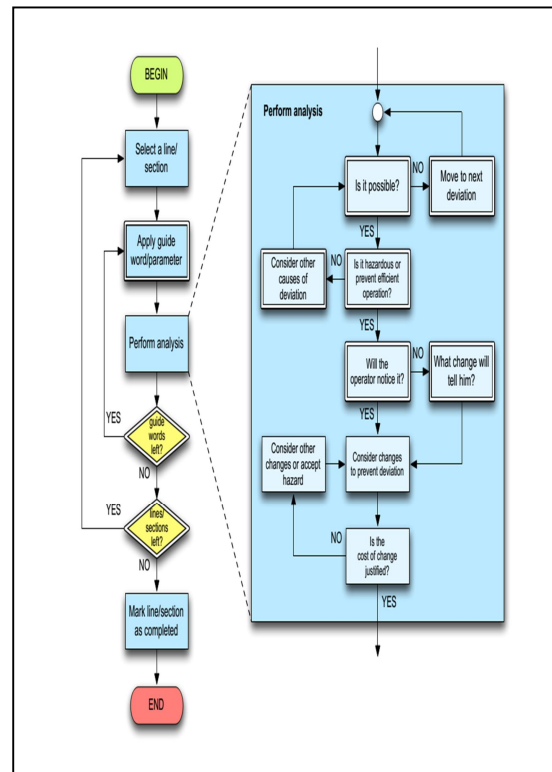 BEGIN
Select a line/
section
Apply guide
word/parameter
Perform analysis
YES
guide
words
left?
NO
YES
lines/
sections
left?
NO
Mark line/section
as completed
END
Perform analysis
Is it possible?
NO
Move to next
deviation
YES
Consider other
causes of
deviation
NO
Is it hazardous or
prevent efficient
operation?
YES
Will the
operator notice it?
NO
What change will
tell him?
YES
Consider other
changes or accept
hazard
Consider changes
to prevent deviation
NO
Is the
cost of change
justified?
YES